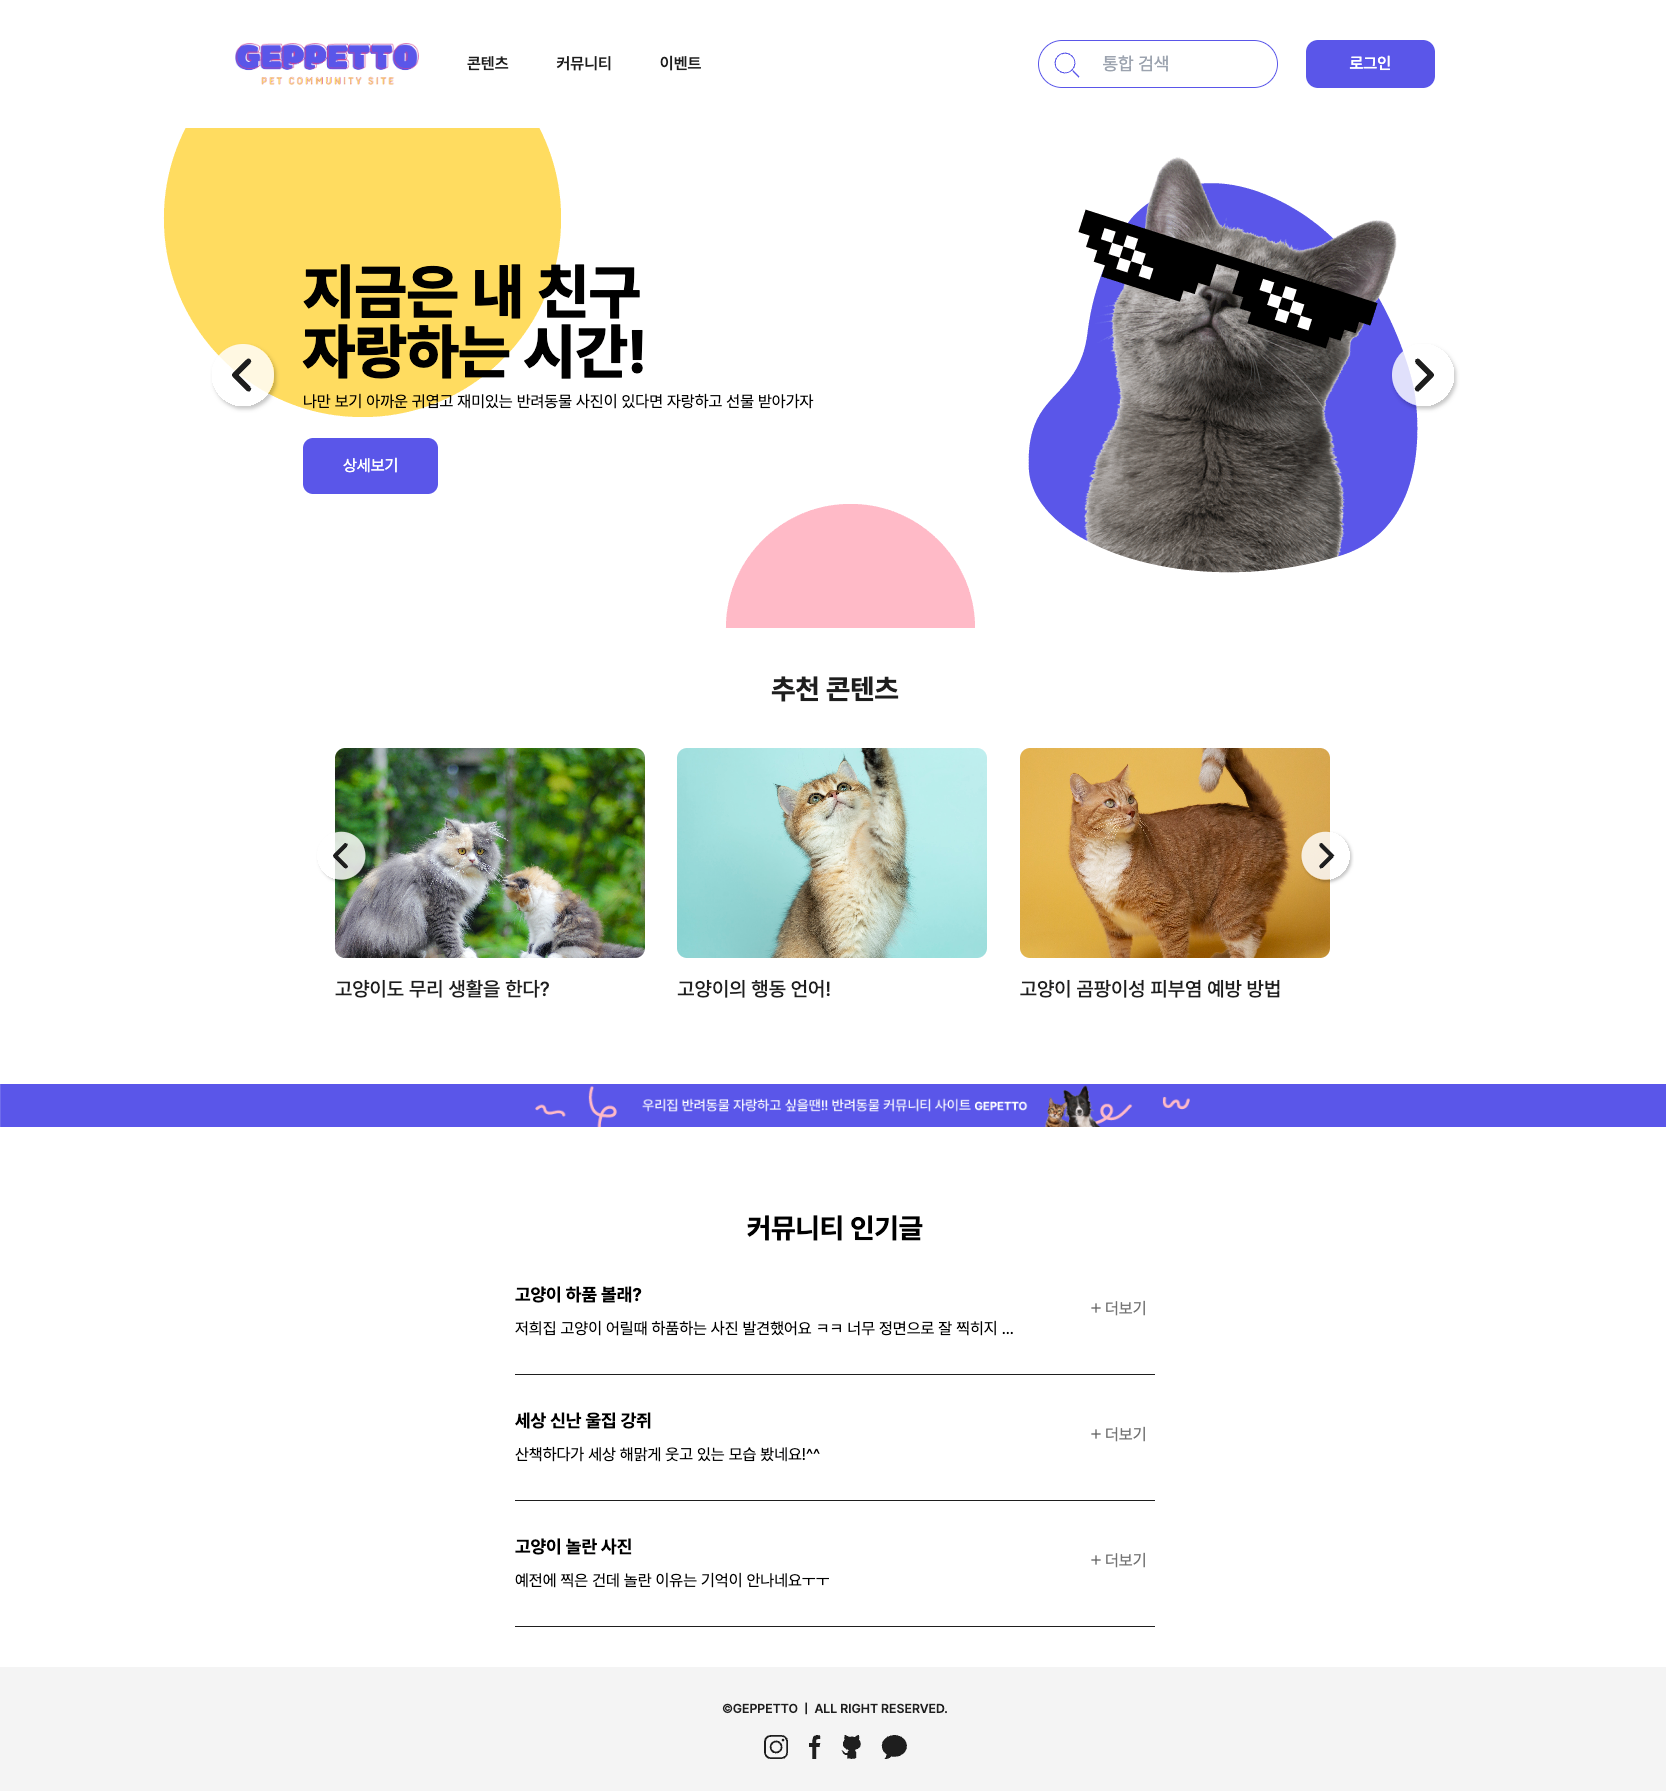 GEPPETTO
PET COMMUNITY SITE
콘텐츠
커뮤니티
이벤트
통합 검색
로그인
지금은 내 친구
자랑하는 시간!
나만 보기 아까운 귀엽고 재미있는 반려동물 사진이 있다면 자랑하고 선물 받아가자
상세보기
추천 콘텐츠
고양이도 무리 생활을 한다?
고양이의 행동 언어!
고양이 곰팡이성 피부염 예방 방법
우리집 반려동물 자랑하고 싶을땐!! 반려동물 커뮤니티 사이트 GEPETTO
커뮤니티 인기글
고양이 하품 볼래?
저희집 고양이 어릴때 하품하는 사진 발견했어요 ㅋㅋ 너무 정면으로 잘 찍히지 ...
+ 더보기
세상 신난 울집 강쥐
산책하다가 세상 해맑게 웃고 있는 모습 봤네요!^^
+ 더보기
고양이 놀란 사진
예전에 찍은 건데 놀란 이유는 기억이 안나네요ㅜㅜ
+ 더보기
©GEPPETTO | ALL RIGHT RESERVED.